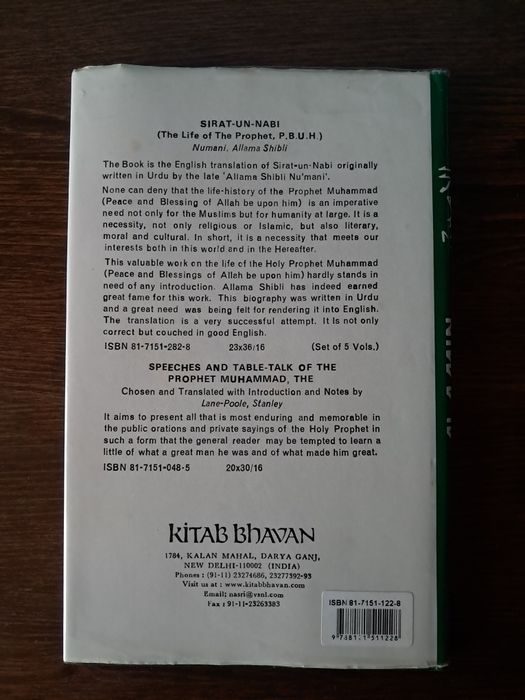 SIRAT-UN-NABI
(The Life of The Prophet, P.B.U.H.)
Numani, Allama Shibli
The Book is the English translation of Sirat-un-Nabi originally
written in Urdu by the late 'Allama Shibli Nu'mani'.
None can deny that the life-history of the Prophet Muhammad
(Peace and Blessing of Allah be upon him) is an imperative
need not only for the Muslims but for humanity at large. It is a
necessity, not only religious or Islamic, but also literary,
moral and cultural. In short, it is a necessity that meets our
interests both in this world and in the Hereafter.
This valuable work on the life of the Holy Prophet Muhammad
(Peace and Blessings of Allah be upon him) hardly stands in
need of any introduction. Allama Shibli has indeed earned
great fame for this work. This biography was written in Urdu
and a great need was being felt for rendering it into English.
The translation is a very successful attempt. It is not only
correct but couched in good English.
ISBN 81-7151-282-8 23x36/16 (Set of 5 Vols.)
SPEECHES AND TABLE-TALK OF THE
PROPHET MUHAMMAD, THE
Chosen and Translated with Introduction and Notes by
Lane-Poole, Stanley
It aims to present all that is most enduring and memorable in
the public orations and private sayings of the Holy Prophet in
such a form that the general reader may be tempted to learn a
little of what a great man he was and of what made him great.
ISBN 81-7151-048-5 20x30/16
KITAB BHAVAN
1784, KALAN MAHAL, DARYA GANJ,
NEW DELHI-110002 (INDIA)
Phones : (91-11) 23274686, 23277392-93
Visit us at : www.kitabbhavan.com
Email; nasri@vsnl.com
Fax : 91-11-23263383
ISBN 81-7151-122-8
9 788171 511228